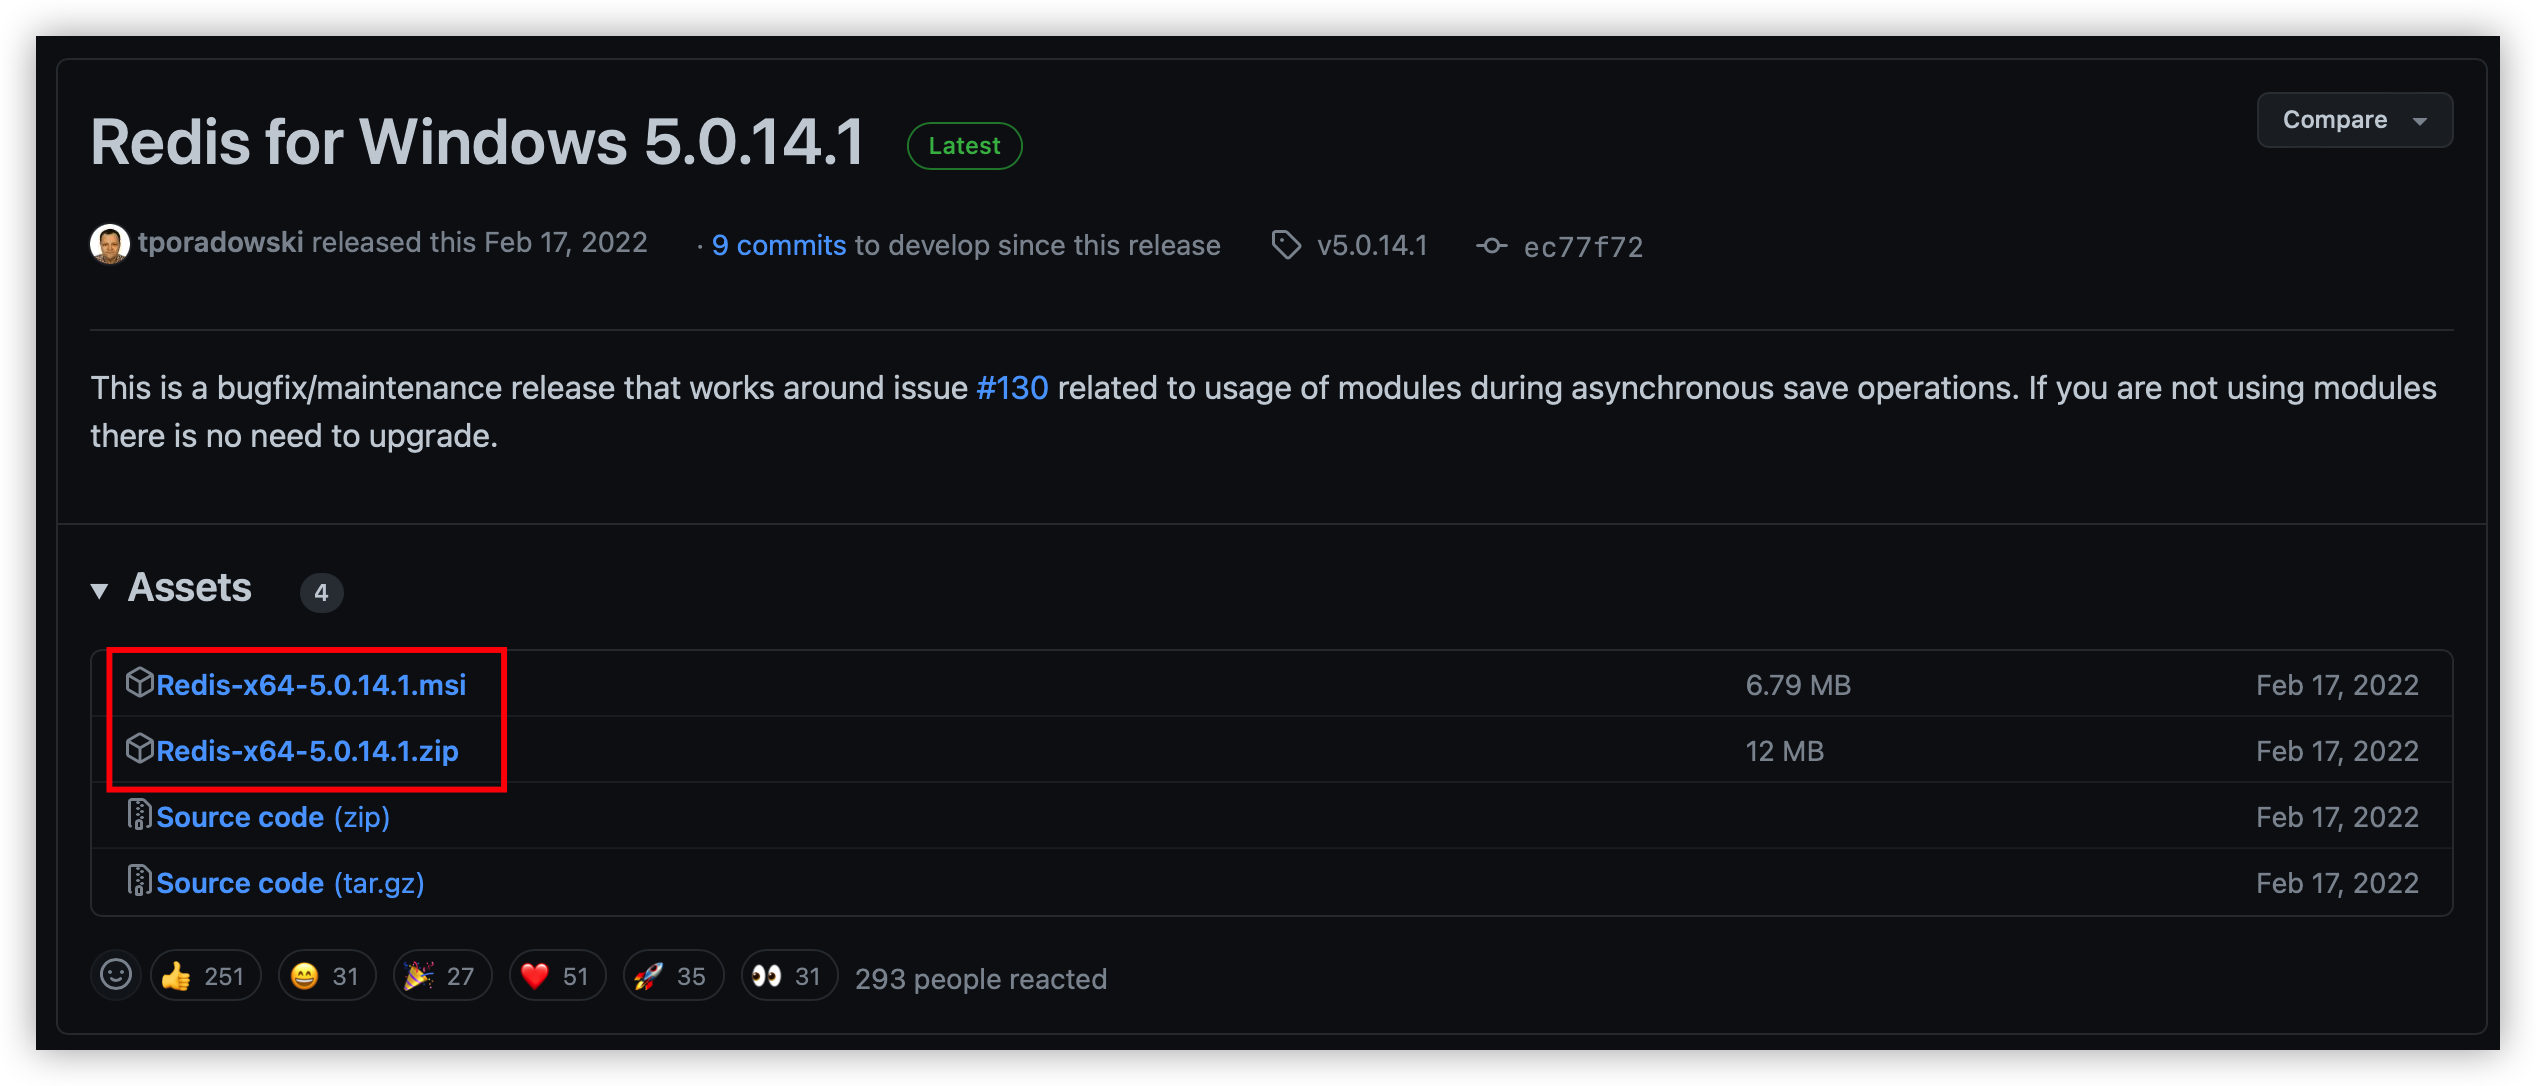 Redis for Windows 5.0.14.1 Latest Compare
tporadowski released this Feb 17, 2022 · 9 commits to develop since this release v5.0.14.1 ec77f72
This is a bugfix/maintenance release that works around issue #130 related to usage of modules during asynchronous save operations. If you are not using modules
there is no need to upgrade.
Assets 4
Redis-x64-5.0.14.1.msi 6.79 MB Feb 17, 2022
Redis-x64-5.0.14.1.zip 12 MB Feb 17, 2022
Source code (zip) Feb 17, 2022
Source code (tar.gz) Feb 17, 2022
251 31 27 51 35 31 293 people reacted